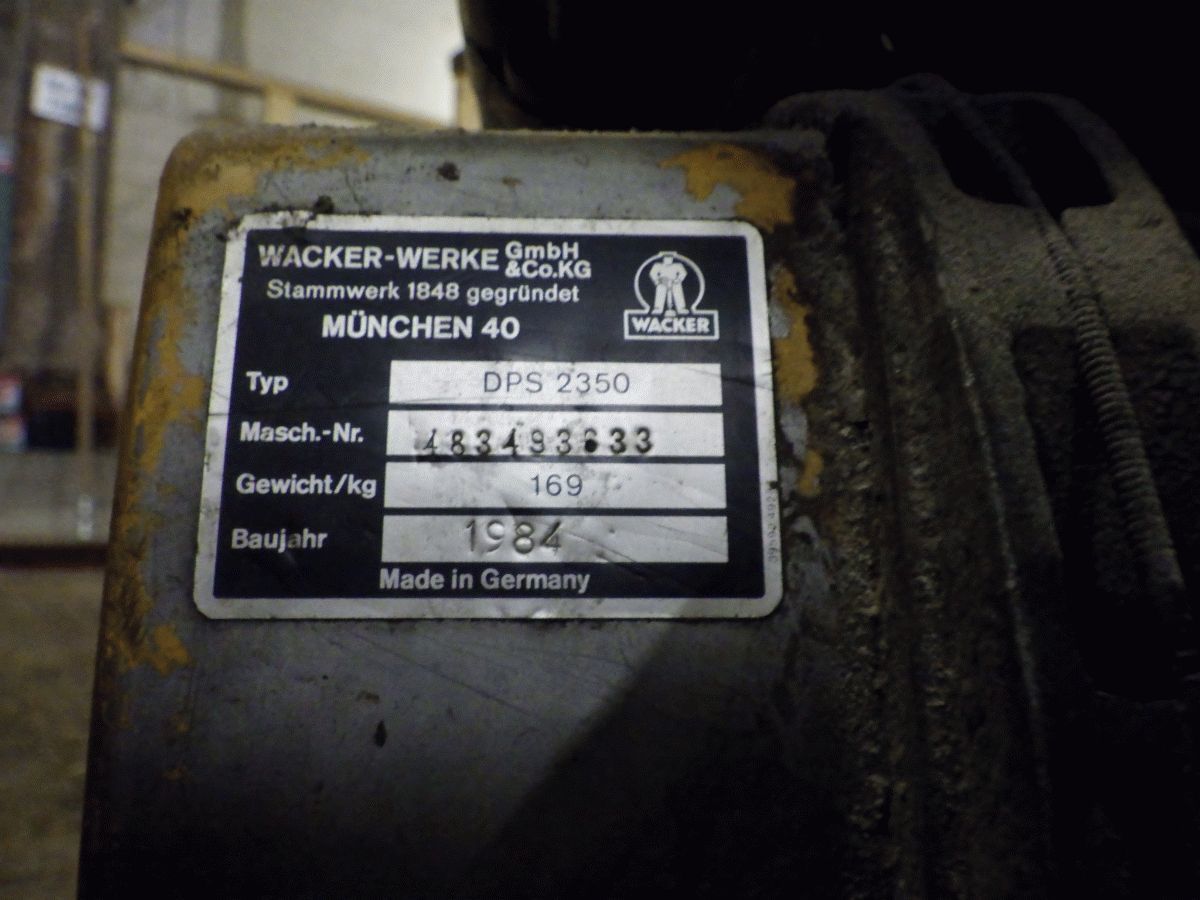 WACKER-WERKE GmbH &Co.KG
Stammwerk 1848 gegründet
MÜNCHEN 40
WACKER
Typ DPS 2350
Masch.-Nr.
Gewicht/kg 169
Baujahr 1984
Made in Germany